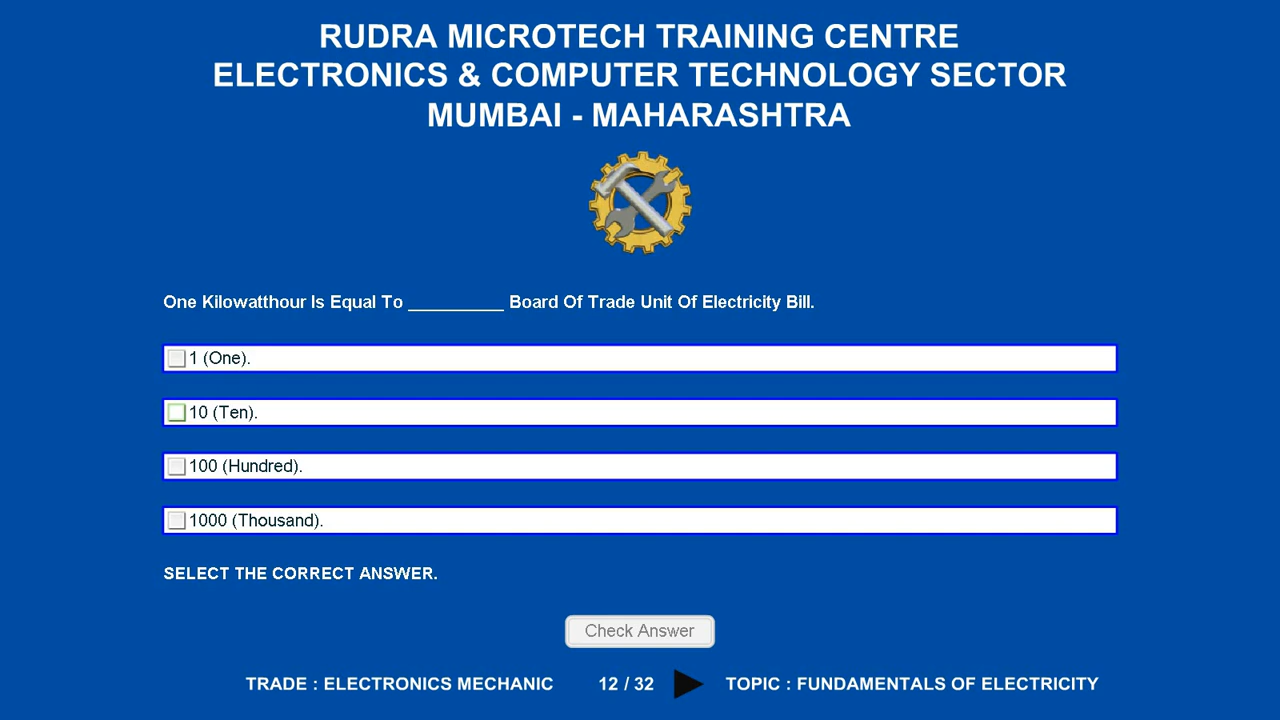 RUDRA MICROTECH TRAINING CENTRE
ELECTRONICS & COMPUTER TECHNOLOGY SECTOR
MUMBAI - MAHARASHTRA
One Kilowatthour Is Equal To __________ Board Of Trade Unit Of Electricity Bill.
1 (One).
10 (Ten).
100 (Hundred).
1000 (Thousand).
SELECT THE CORRECT ANSWER.
Check Answer
TRADE : ELECTRONICS MECHANIC 12 / 32 TOPIC : FUNDAMENTALS OF ELECTRICITY